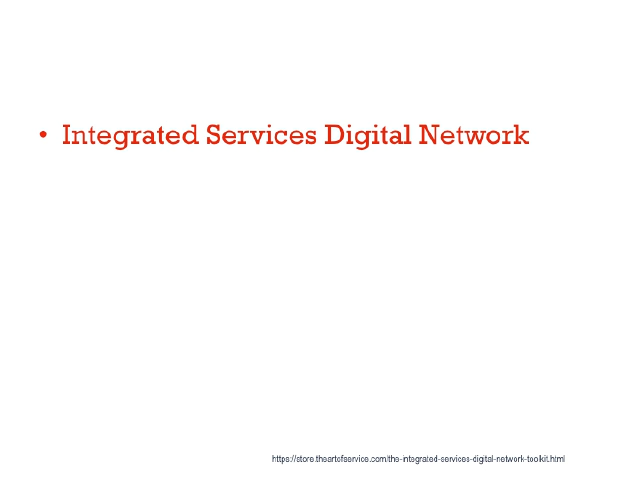 • Integrated Services Digital Network
https://store.theartofservice.com/the-integrated-services-digital-network-toolkit.html